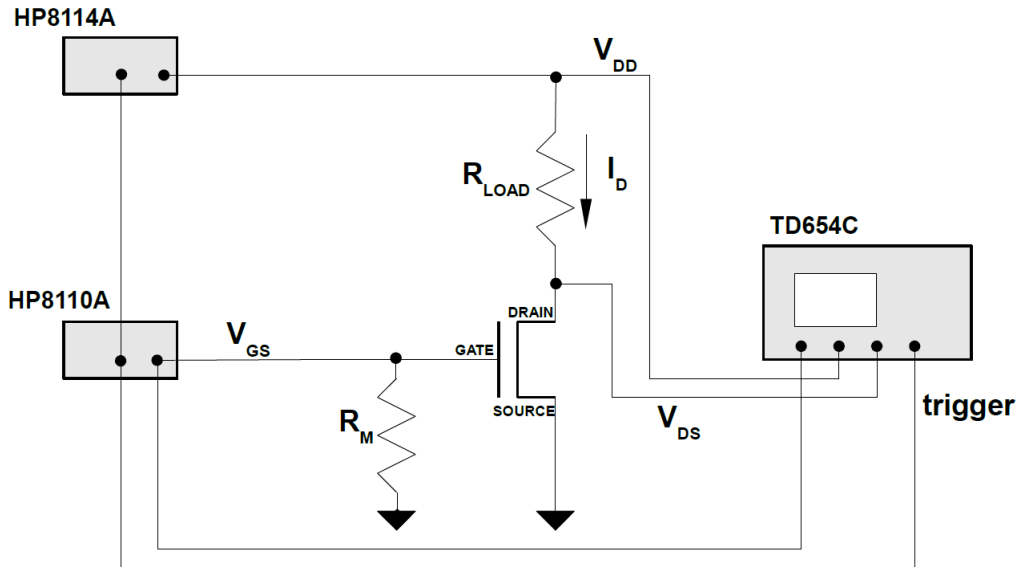 HP8114A
VDD
RLOAD
ID
TD654C
HP8110A
VGS
DRAIN
GATE
SOURCE
RM
VDS
trigger